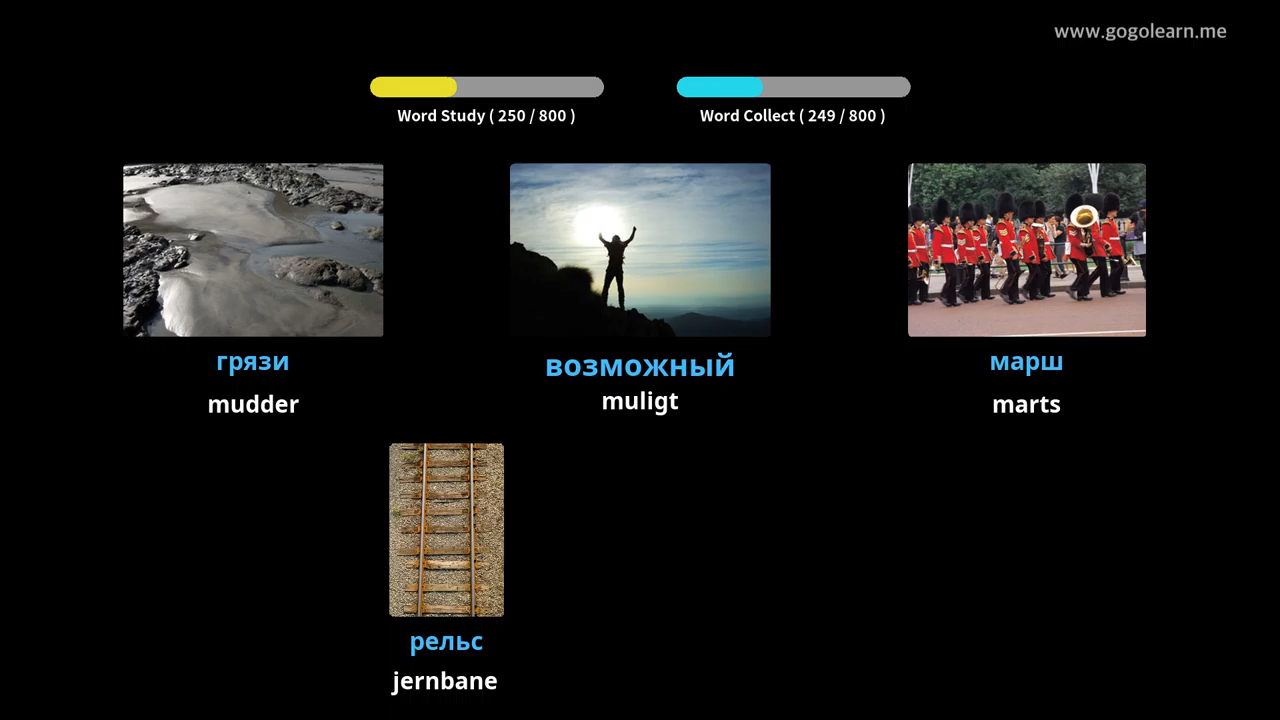 www.gogolearn.me
Word Study ( 250 / 800 )
Word Collect ( 249 / 800 )
грязи
возможный
марш
mudder
muligt
marts
рельс
jernbane